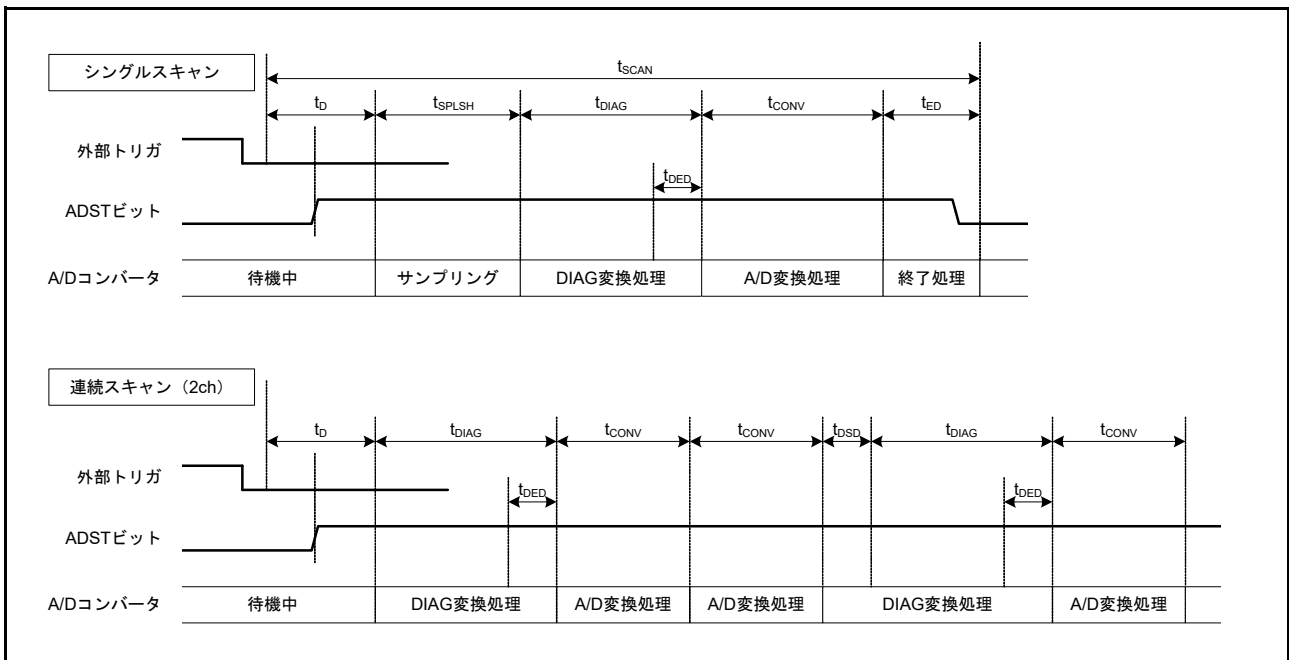 シングルスキャン
tSCAN
tD tSPLSH tDIAG tCONV tED
外部トリガ
tDED
ADSTビット
A/Dコンバータ 待機中 サンプリング DIAG変換処理 A/D変換処理 終了処理
連続スキャン（2ch）
tD tDIAG tCONV tCONV tDSD tDIAG tCONV
外部トリガ
tDED tDED
ADSTビット
A/Dコンバータ 待機中 DIAG変換処理 A/D変換処理 A/D変換処理 DIAG変換処理 A/D変換処理